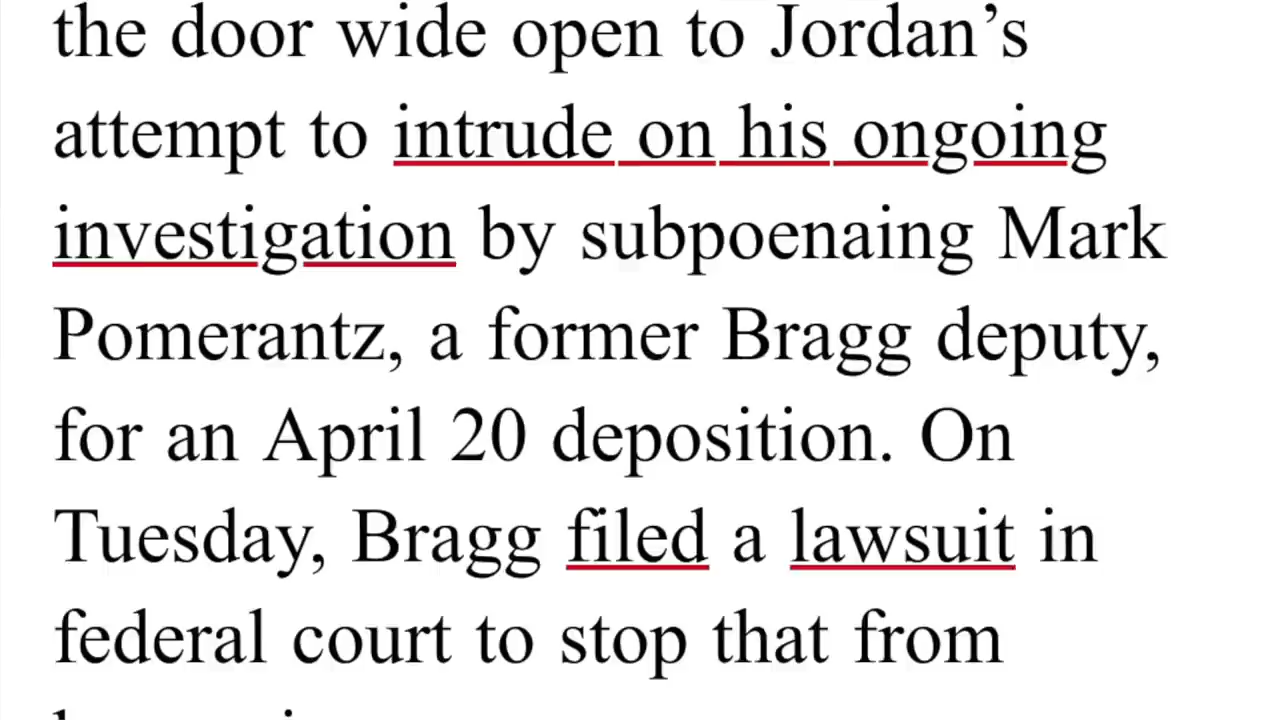 the door wide open to Jordan’s
attempt to intrude on his ongoing
investigation by subpoenaing Mark
Pomerantz, a former Bragg deputy,
for an April 20 deposition. On
Tuesday, Bragg filed a lawsuit in
federal court to stop that from